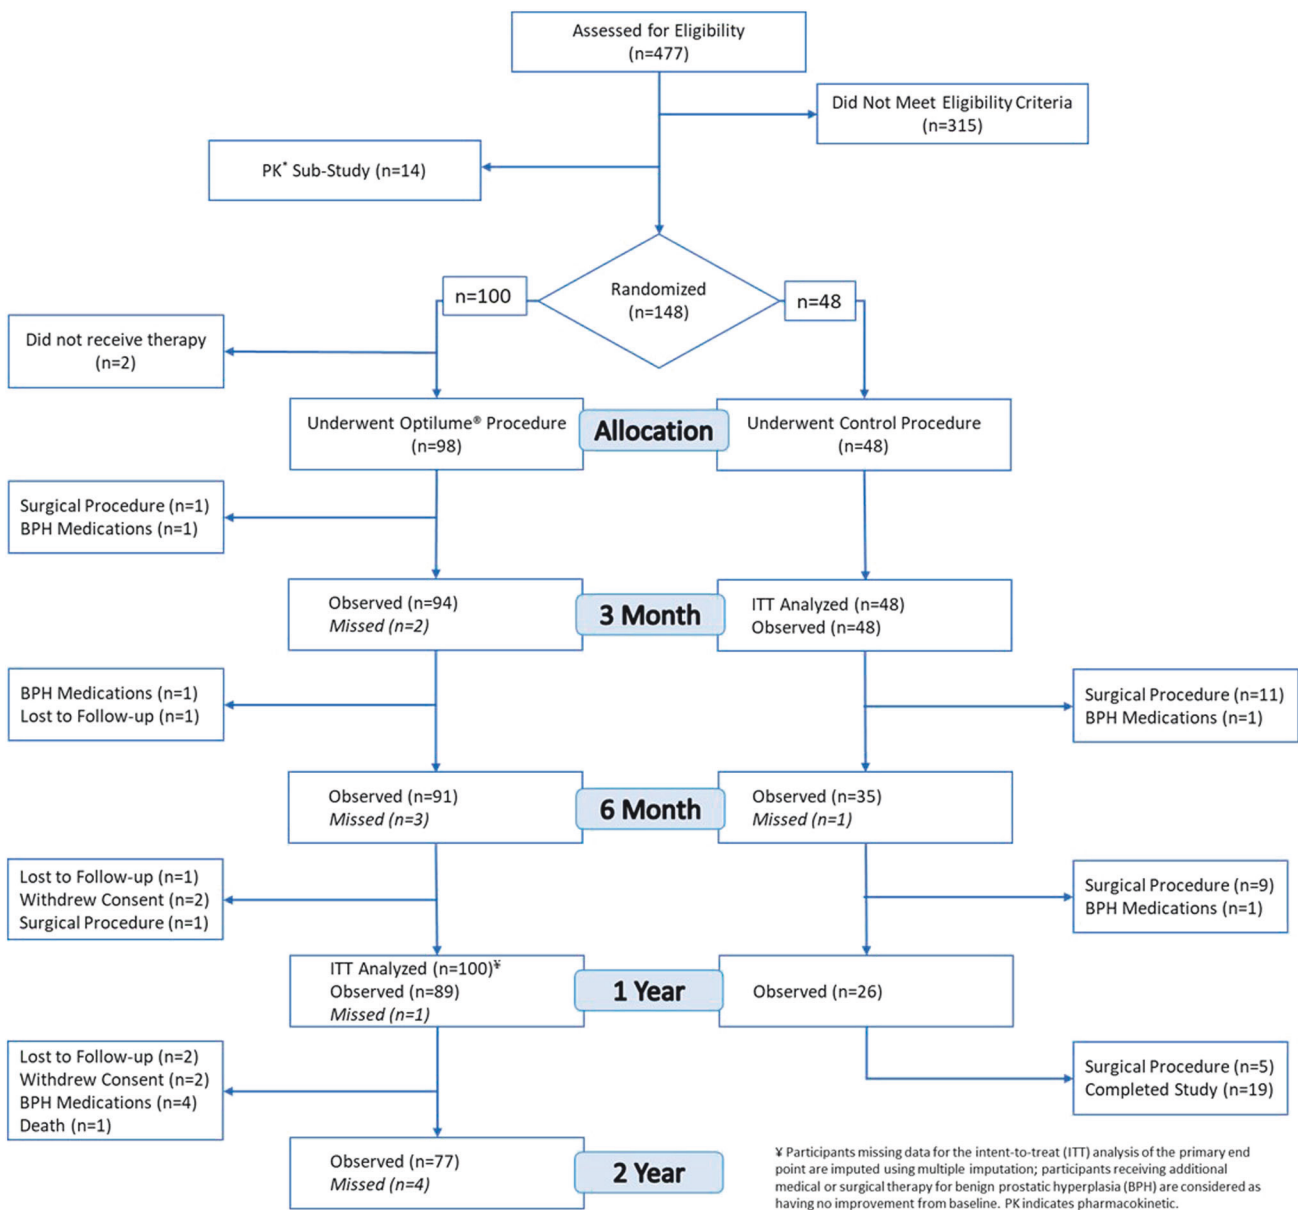 Assessed for Eligibility
(n=477)
Did Not Meet Eligibility Criteria
(n=315)
PK* Sub-Study (n=14)
Randomized
(n=148)
n=100
n=48
Did not receive therapy
(n=2)
Underwent Optilume® Procedure
(n=98)
Allocation
Underwent Control Procedure
(n=48)
Surgical Procedure (n=1)
BPH Medications (n=1)
Observed (n=94)
Missed (n=2)
3 Month
ITT Analyzed (n=48)
Observed (n=48)
BPH Medications (n=1)
Lost to Follow-up (n=1)
Surgical Procedure (n=11)
BPH Medications (n=1)
Observed (n=91)
Missed (n=3)
6 Month
Observed (n=35)
Missed (n=1)
Lost to Follow-up (n=1)
Withdrew Consent (n=2)
Surgical Procedure (n=1)
Surgical Procedure (n=9)
BPH Medications (n=1)
ITT Analyzed (n=100)¥
Observed (n=89)
Missed (n=1)
1 Year
Observed (n=26)
Lost to Follow-up (n=2)
Withdrew Consent (n=2)
BPH Medications (n=4)
Death (n=1)
Surgical Procedure (n=5)
Completed Study (n=19)
Observed (n=77)
Missed (n=4)
2 Year
¥ Participants missing data for the intent-to-treat (ITT) analysis of the primary end
point are imputed using multiple imputation; participants receiving additional
medical or surgical therapy for benign prostatic hyperplasia (BPH) are considered as
having no improvement from baseline. PK indicates pharmacokinetic.